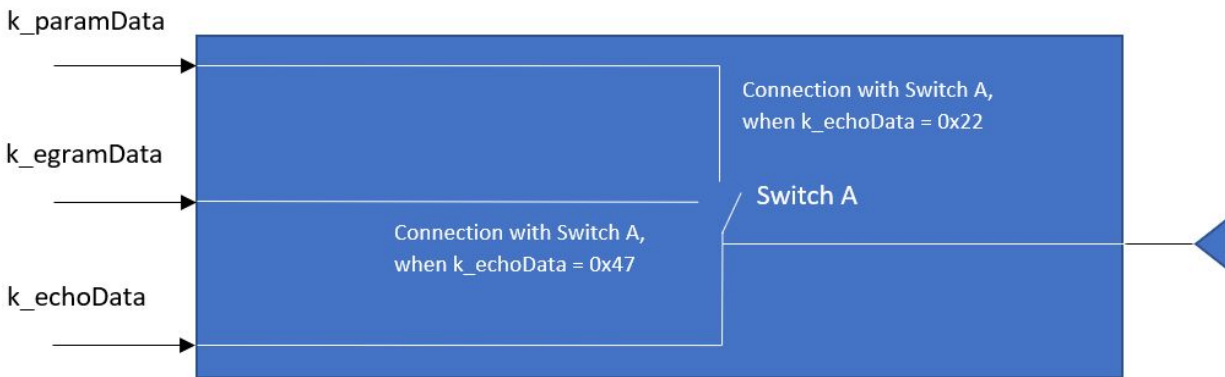 k_paramData
Connection with Switch A,
when k_echoData = 0x22
k_egramData
Switch A
Connection with Switch A,
when k_echoData = 0x47
k_echoData